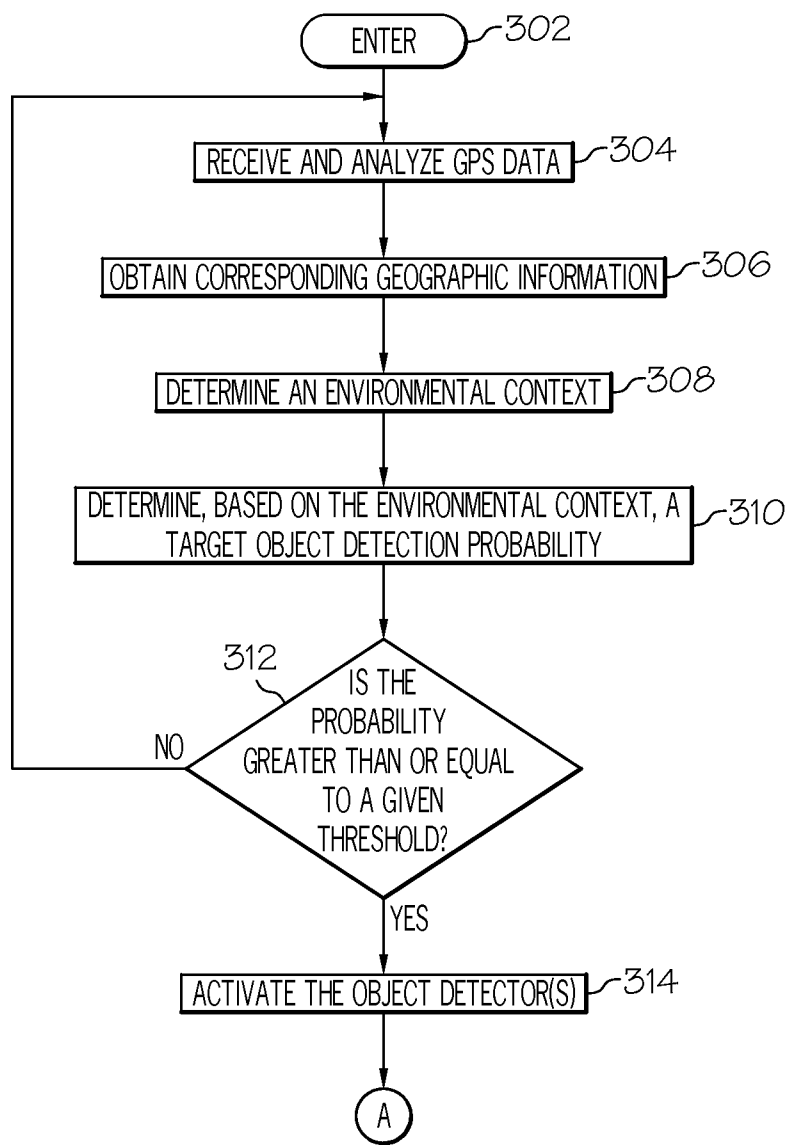 ENTER
302
RECEIVE AND ANALYZE GPS DATA
304
OBTAIN CORRESPONDING GEOGRAPHIC INFORMATION
306
DETERMINE AN ENVIRONMENTAL CONTEXT
308
DETERMINE, BASED ON THE ENVIRONMENTAL CONTEXT, A
TARGET OBJECT DETECTION PROBABILITY
310
312
IS THE
PROBABILITY
GREATER THAN OR EQUAL
TO A GIVEN
THRESHOLD?
NO
YES
ACTIVATE THE OBJECT DETECTOR(S)
314
A